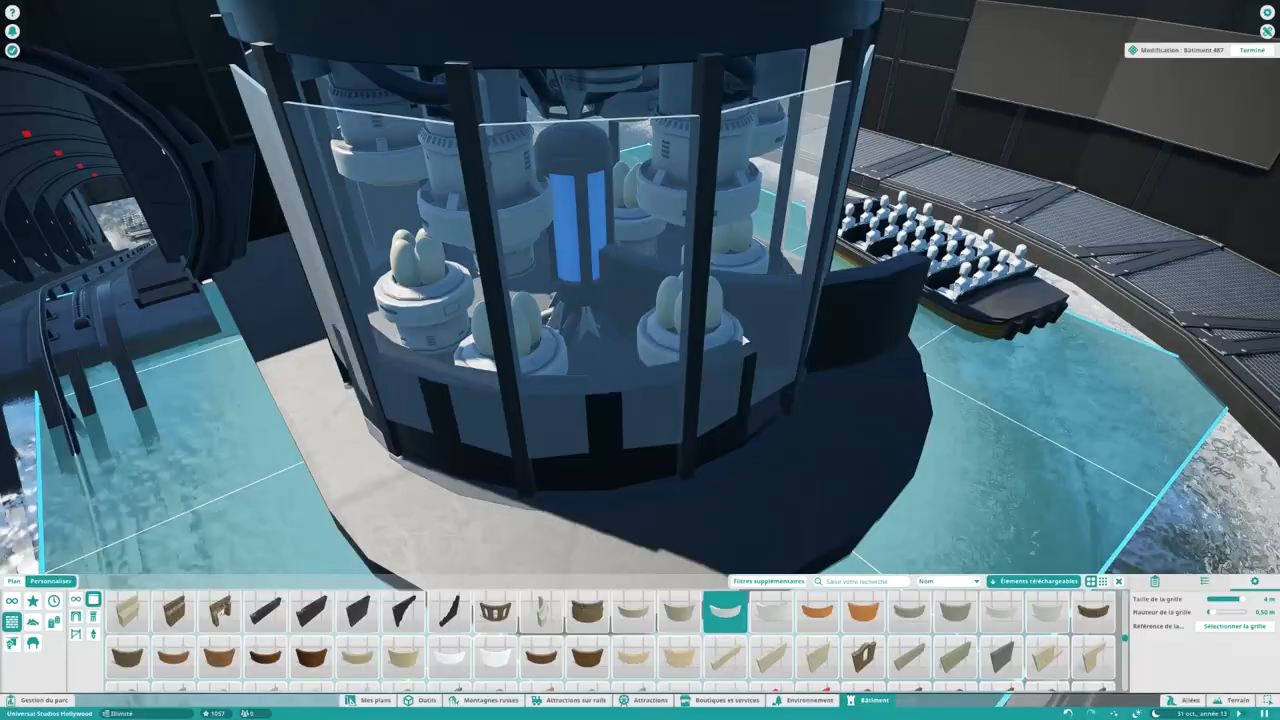 ?
Modification : Bâtiment 487
Terminé
Plan
Personnaliser
Filtres supplémentaires
Saisir votre recherche
Nom
Éléments téléchargeables
Taille de la grille
4 m
Hauteur de la grille
0,50 m
Référence de la...
Sélectionner la grille
Gestion du parc
Mes plans
Outils
Montagnes russes
Attractions sur rails
Attractions
Boutiques et services
Environnement
Bâtiment
Allées
Terrain
Universal Studios Hollywood
Illimité
1057
0
31 oct., année 13